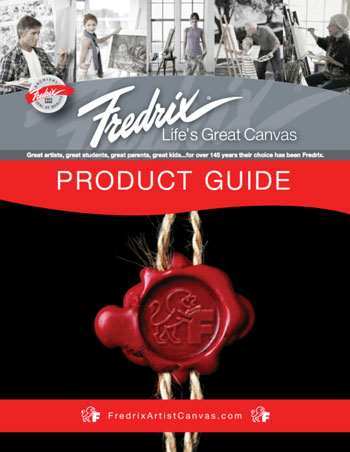 Fredrix
Fredrix
Life's Great Canvas
Great artists, great students, great parents, great kids...for over 145 years their choice has been Fredrix.
PRODUCT GUIDE
F
F FredrixArtistCanvas.com F